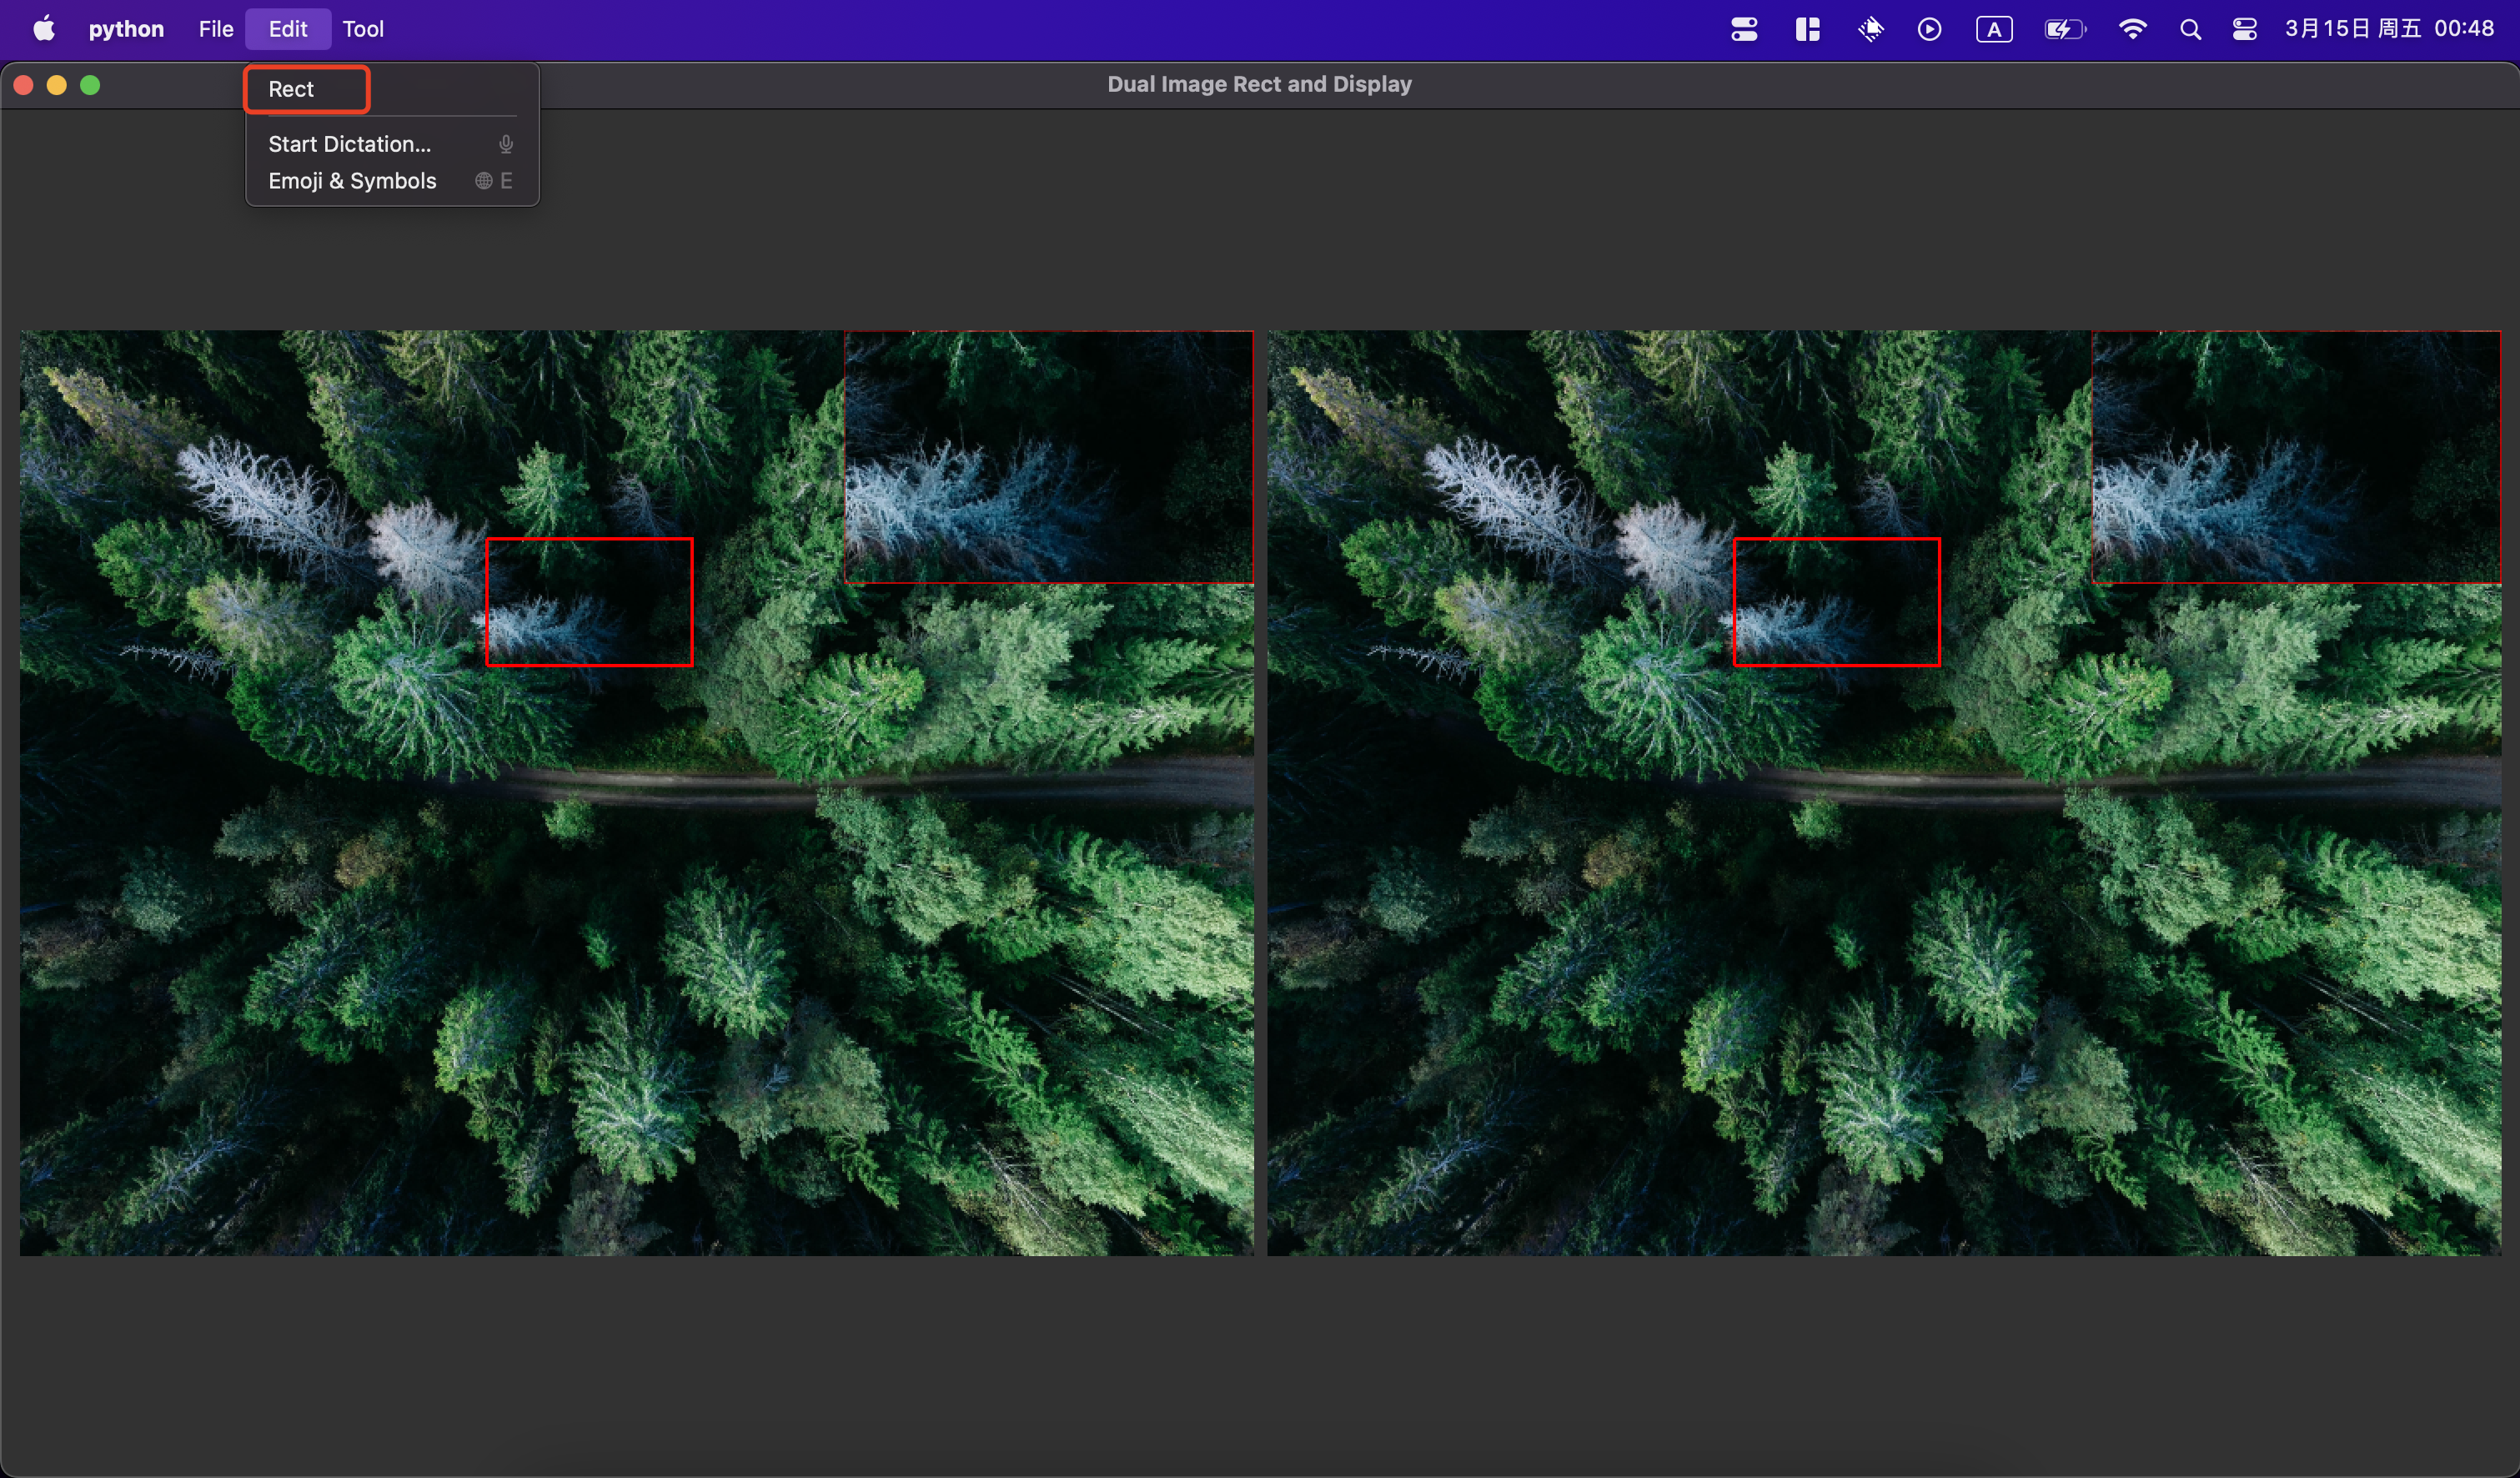 python File Edit Tool A 3月15日 周五 00:48
Dual Image Rect and Display
Rect
Start Dictation...
Emoji & Symbols E